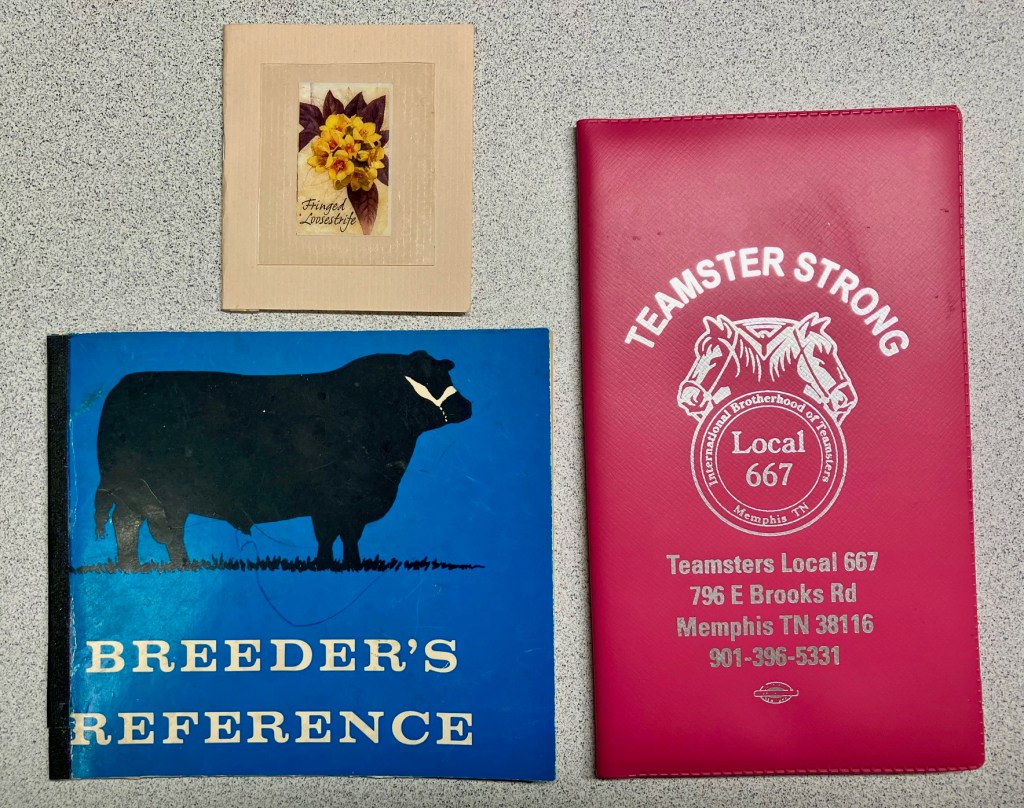 Fringed
Loosestrife
BREEDER'S
REFERENCE
TEAMSTER STRONG
International Brotherhood of Teamsters
Local
667
Memphis TN
Teamsters Local 667
796 E Brooks Rd
Memphis TN 38116
901-396-5331